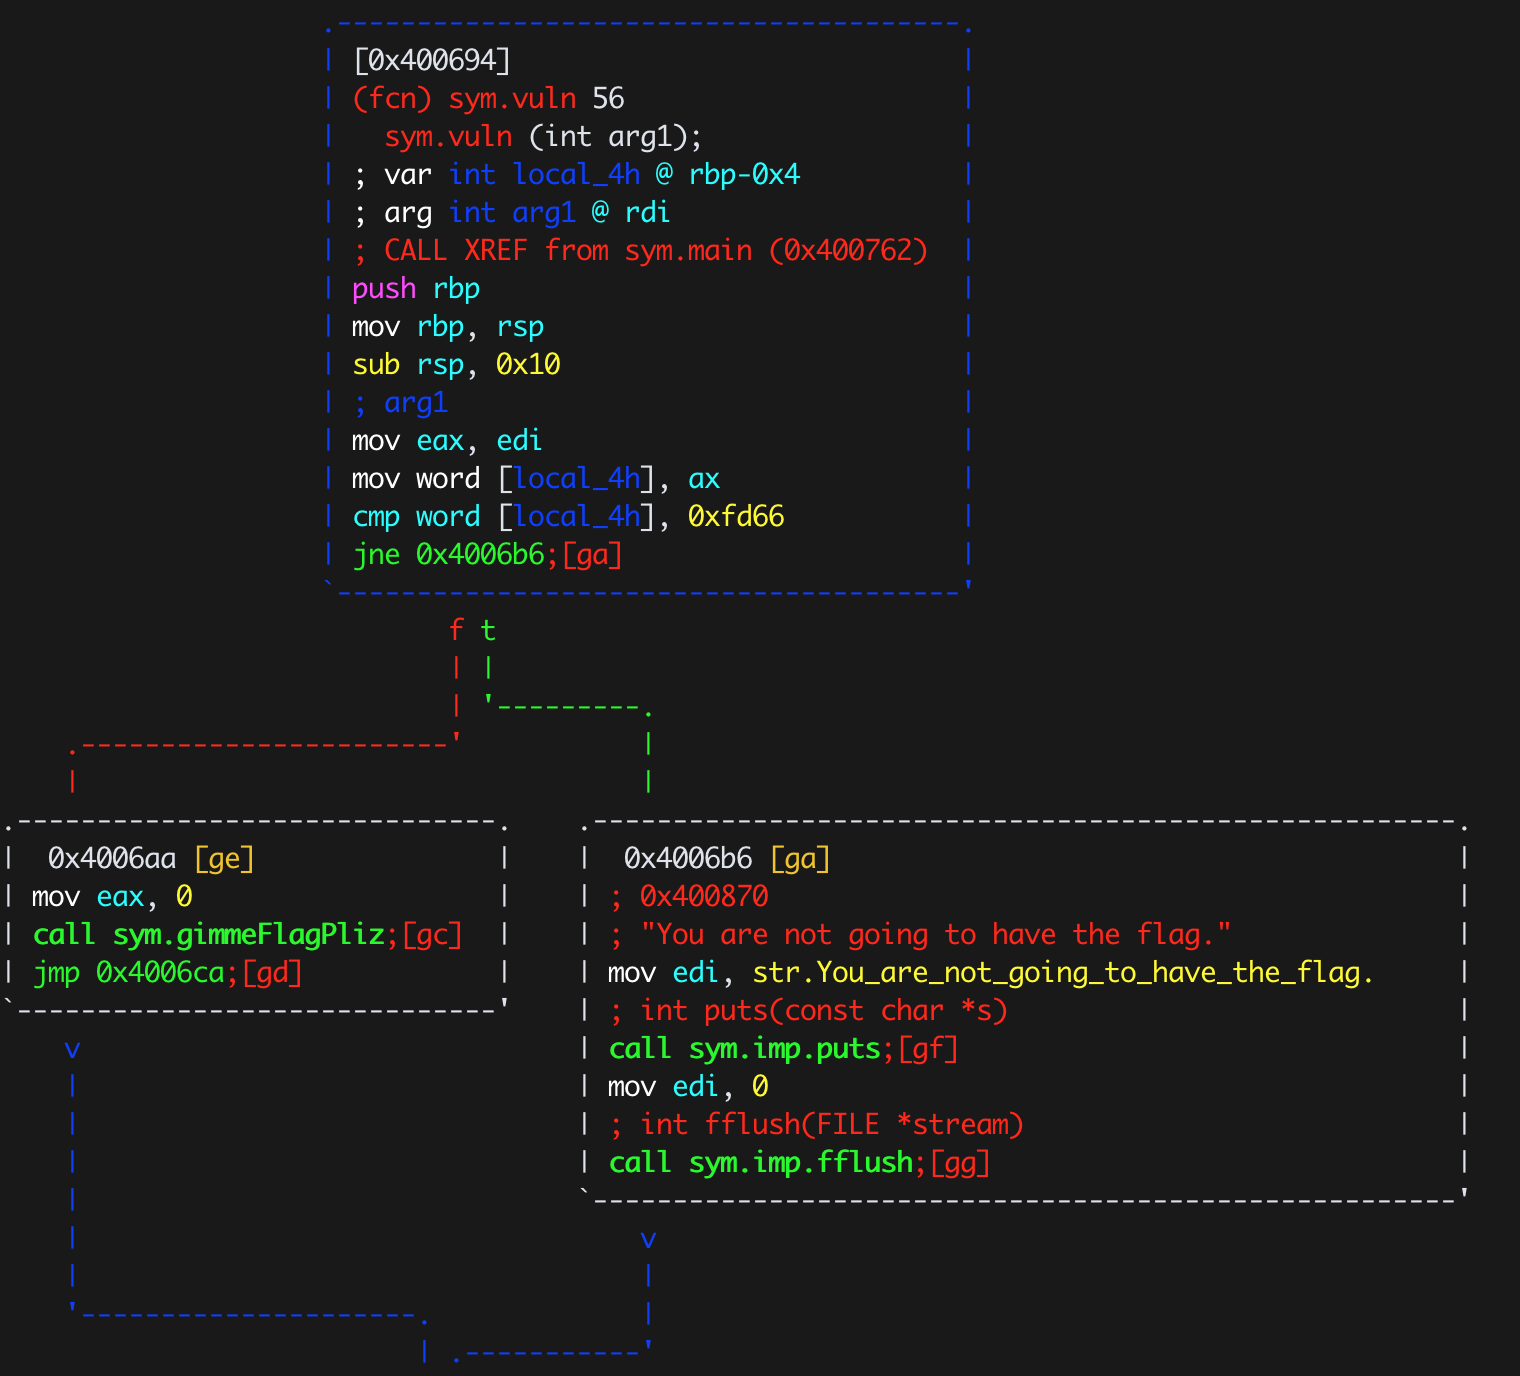 [0x400694]
(fcn) sym.vuln 56
sym.vuln (int arg1);
; var int local_4h @ rbp-0x4
; arg int arg1 @ rdi
; CALL XREF from sym.main (0x400762)
push rbp
mov rbp, rsp
sub rsp, 0x10
; arg1
mov eax, edi
mov word [local_4h], ax
cmp word [local_4h], 0xfd66
jne 0x4006b6;[ga]
f t
0x4006aa [ge]
mov eax, 0
call sym.gimmeFlagPliz;[gc]
jmp 0x4006ca;[gd]
v
0x4006b6 [ga]
; 0x400870
; "You are not going to have the flag."
mov edi, str.You_are_not_going_to_have_the_flag.
; int puts(const char *s)
call sym.imp.puts;[gf]
mov edi, 0
; int fflush(FILE *stream)
call sym.imp.fflush;[gg]
v